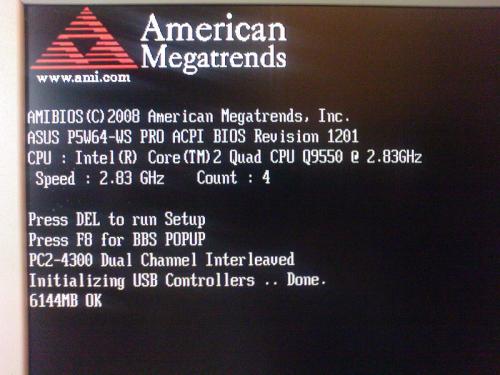 American
Megatrends
www.ami.com
AMIBIOS(C)2008 American Megatrends, Inc.
ASUS P5W64-WS PRO ACPI BIOS Revision 1201
CPU : Intel(R) Core(TM)2 Quad CPU Q9550 @ 2.83GHz
Speed : 2.83 GHz Count : 4
Press DEL to run Setup
Press F8 for BBS POPUP
PC2-4300 Dual Channel Interleaved
Initializing USB Controllers .. Done.
6144MB OK